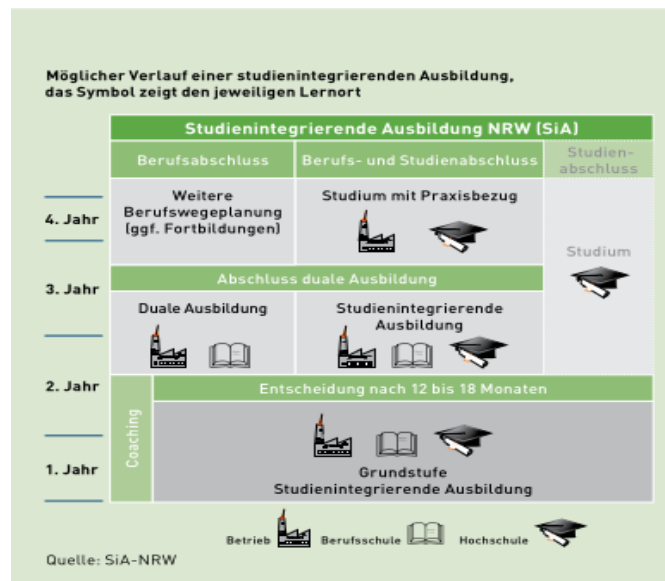 Möglicher Verlauf einer studienintegrierenden Ausbildung,
das Symbol zeigt den jeweiligen Lernort
Studienintegrierende Ausbildung NRW (SiA)
Berufsabschluss
Berufs- und Studienabschluss
Studien-
abschluss
4. Jahr
Weitere
Berufswegeplanung
(ggf. Fortbildungen)
Studium mit Praxisbezug
Studium
3. Jahr
Abschluss duale Ausbildung
Duale Ausbildung
Studienintegrierende
Ausbildung
2. Jahr
Entscheidung nach 12 bis 18 Monaten
Coaching
1. Jahr
Grundstufe
Studienintegrierende Ausbildung
Betrieb Berufsschule Hochschule
Quelle: SiA-NRW